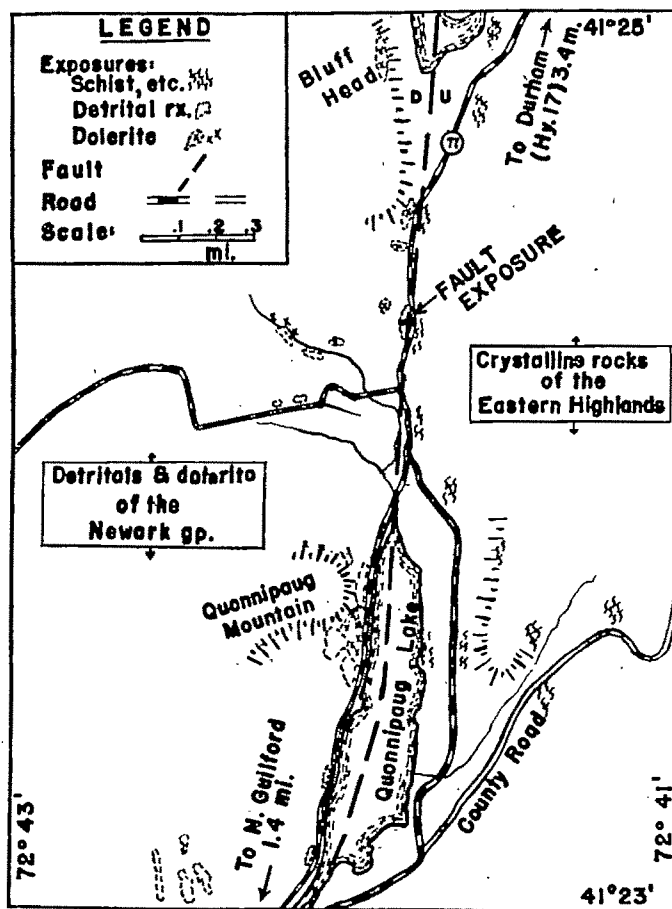 LEGEND
Exposures:
Schist, etc.
Detrital rx.
Dolerite
Fault
Road
Scale:
.1 .2 .3
mi.
Bluff
Head
D U
77
41°25'
To Durham
(Hy. 17) 3.4 m.
FAULT
EXPOSURE
Crystalline rocks
of the
Eastern Highlands
Detritals & dolerite
of the
Newark gp.
Quonnipaug
Mountain
Quonnipaug Lake
County Road
To N. Guilford
1.4 mi.
72° 43'
72° 41'
41°23'